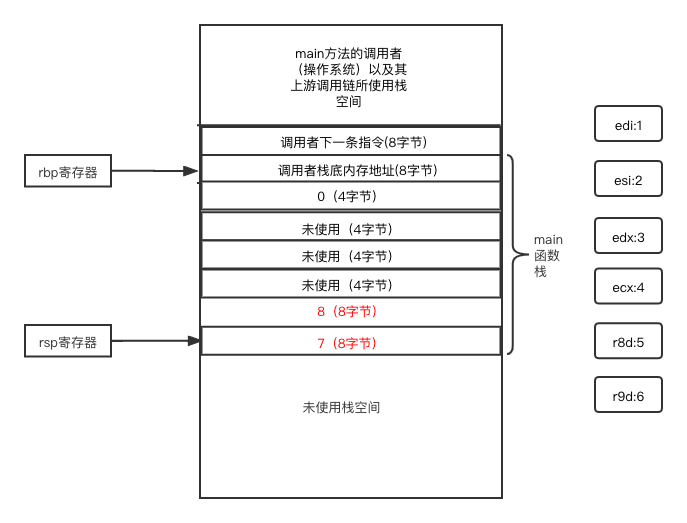 main方法的调用者
（操作系统）以及其
上游调用链所使用栈
空间
调用者下一条指令(8字节)
rbp寄存器
调用者栈底内存地址(8字节)
0（4字节)
未使用（4字节)
未使用（4字节)
未使用（4字节)
8（8字节)
rsp寄存器
7（8字节)
未使用栈空间
main
函数
栈
edi:1
esi:2
edx:3
ecx:4
r8d:5
r9d:6